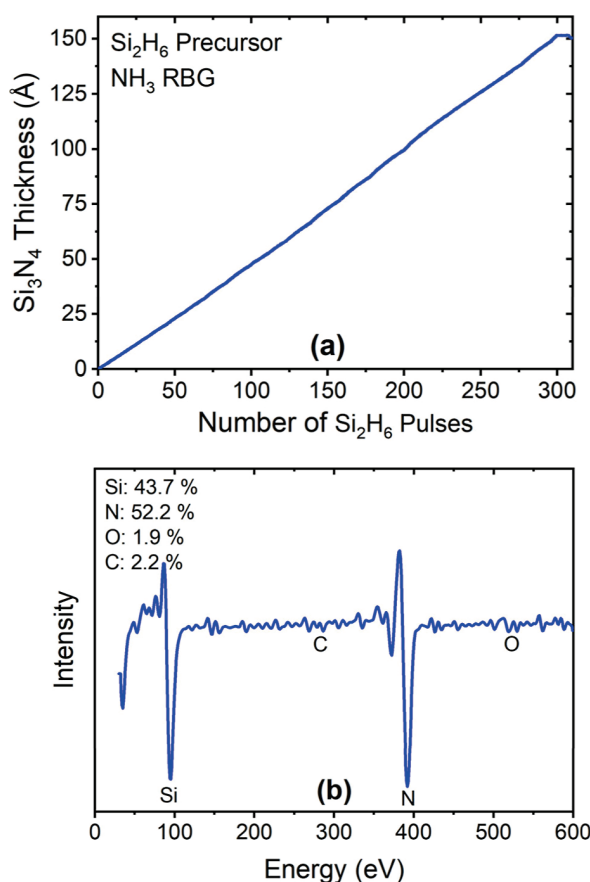 Si₂H₆ Precursor
NH₃ RBG
Si₃N₄ Thickness (Å)
150
125
100
75
50
25
0
(a)
0 50 100 150 200 250 300
Number of Si₂H₆ Pulses
Si: 43.7 %
N: 52.2 %
O: 1.9 %
C: 2.2 %
Intensity
C
O
Si
(b)
N
0 100 200 300 400 500 600
Energy (eV)